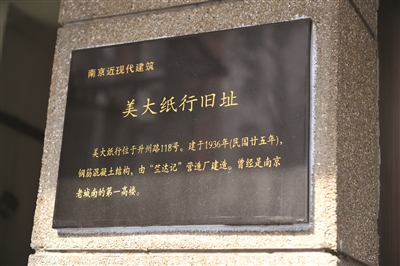 南京近现代建筑
美大纸行旧址
美大纸行位于升州路118号。建于1936年(民国廿五年)，
钢筋混凝土结构，由“竺达记”营造厂建造。曾经是南京
老城南的第一高楼。